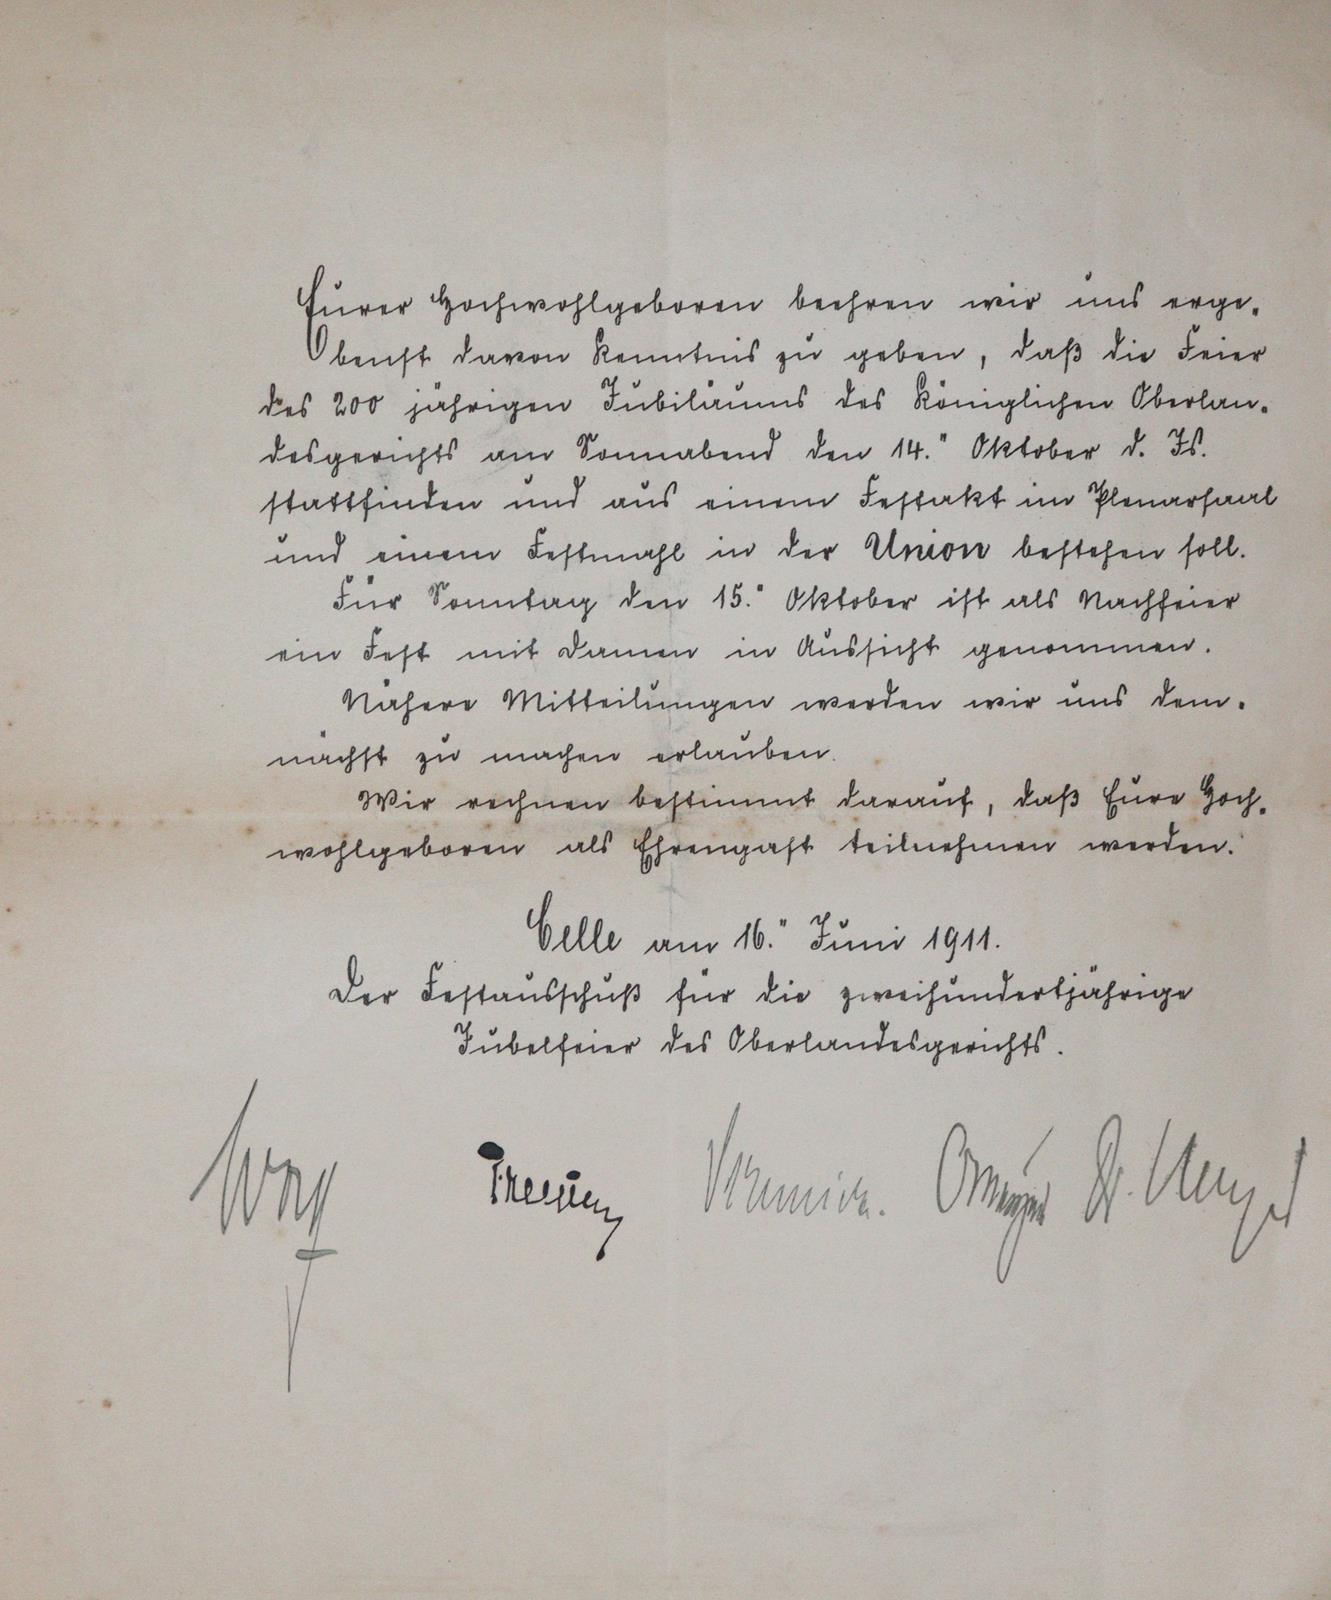 Eurer Hochwohlgeboren beehren wir uns erge-
benst davon Kenntnis zu geben, daß die Feier
des 200 jährigen Jubiläums des Königlichen Oberlan-
desgerichts am Sonnabend den 14." Oktober d. Js.
stattfinden und aus einem Festakt im Plenarsaal
und einem Festmahl in der Union bestehen soll.
Für Sonntag den 15." Oktober ist als Nachfeier
ein Fest mit Damen in Aussicht genommen.
Nähere Mitteilungen werden wir uns dem-
nächst zu machen erlauben.
Wir rechnen bestimmt darauf, daß Eure Hoch-
wohlgeboren als Ehrengast teilnehmen werden.
Celle am 16." Juni 1911.
Der Festausschuß für die zweihundertjährige
Jubelfeier des Oberlandesgerichts.
Dr.